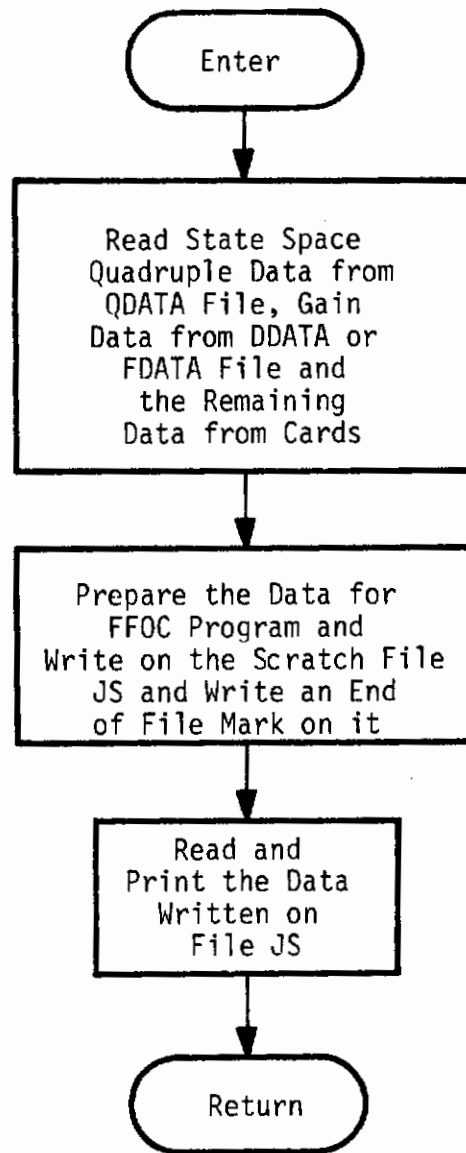 Enter
Read State Space
Quadruple Data from
QDATA File, Gain
Data from DDATA or
FDATA File and
the Remaining
Data from Cards
Prepare the Data for
FFOC Program and
Write on the Scratch File
JS and Write an End
of File Mark on it
Read and
Print the Data
Written on
File JS
Return